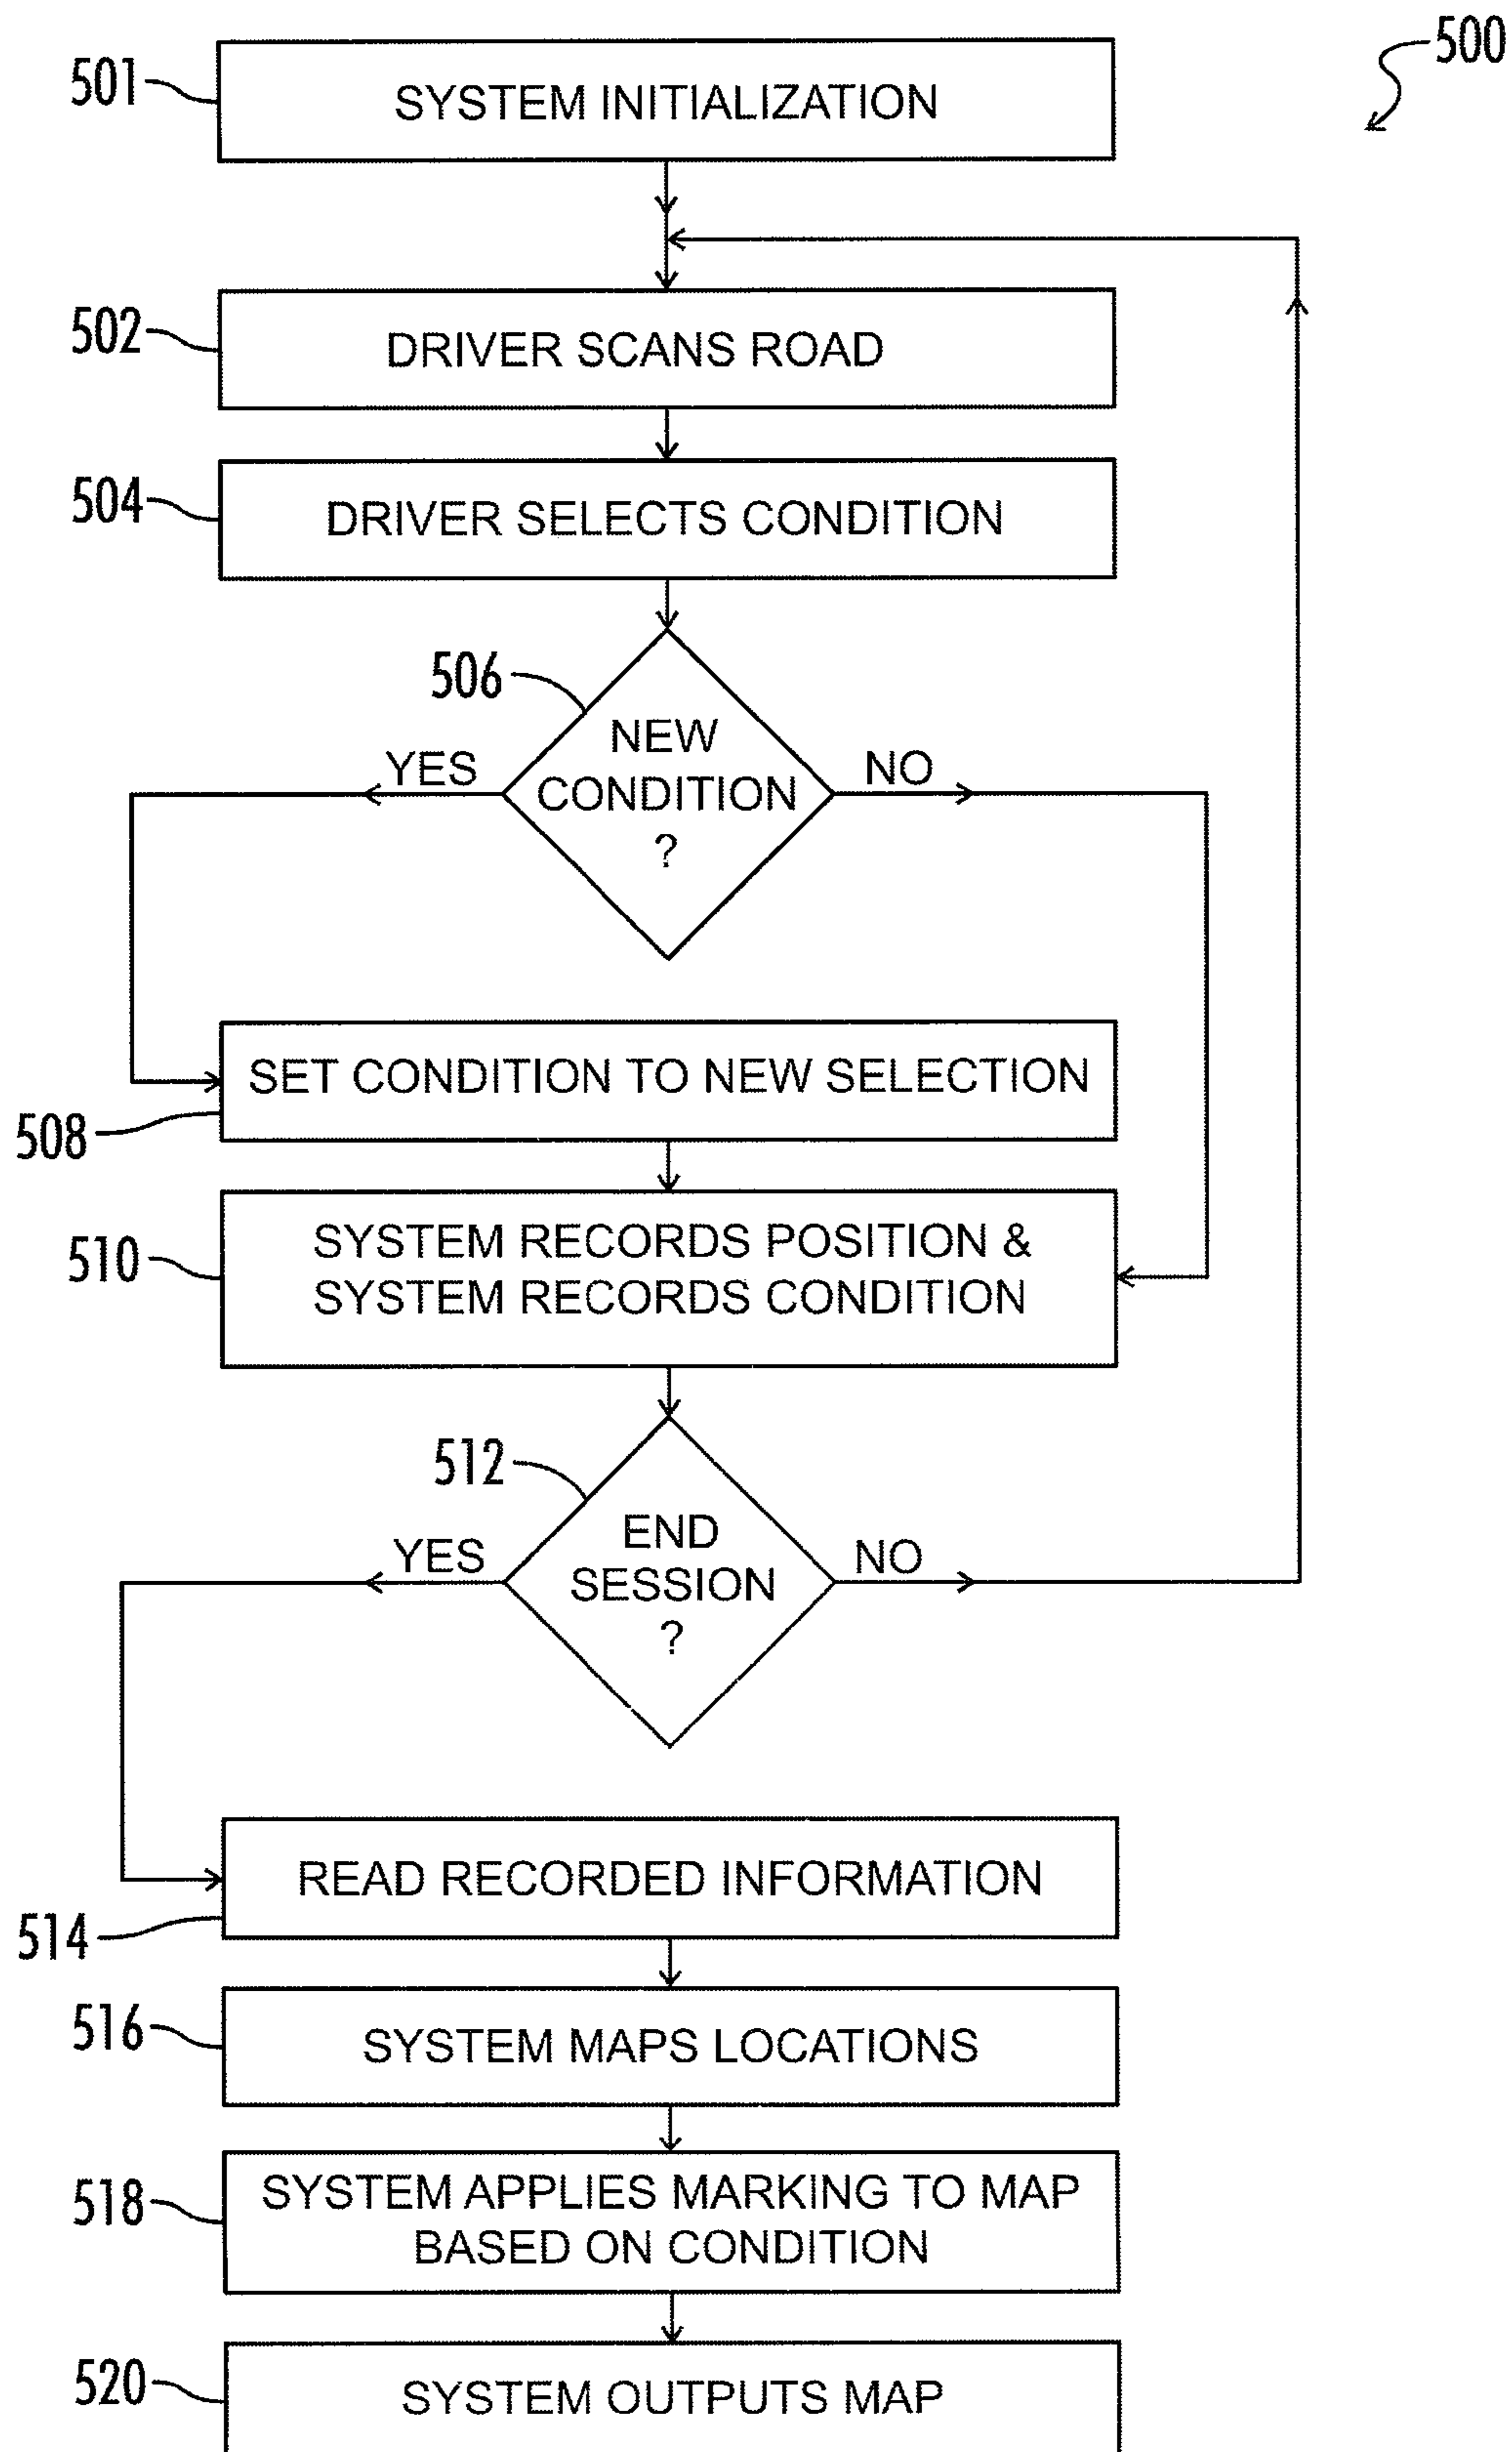 500
501
SYSTEM INITIALIZATION
502
DRIVER SCANS ROAD
504
DRIVER SELECTS CONDITION
506
NEW
CONDITION
?
YES
NO
SET CONDITION TO NEW SELECTION
508
510
SYSTEM RECORDS POSITION &
SYSTEM RECORDS CONDITION
512
END
SESSION
?
YES
NO
READ RECORDED INFORMATION
514
516
SYSTEM MAPS LOCATIONS
518
SYSTEM APPLIES MARKING TO MAP
BASED ON CONDITION
520
SYSTEM OUTPUTS MAP